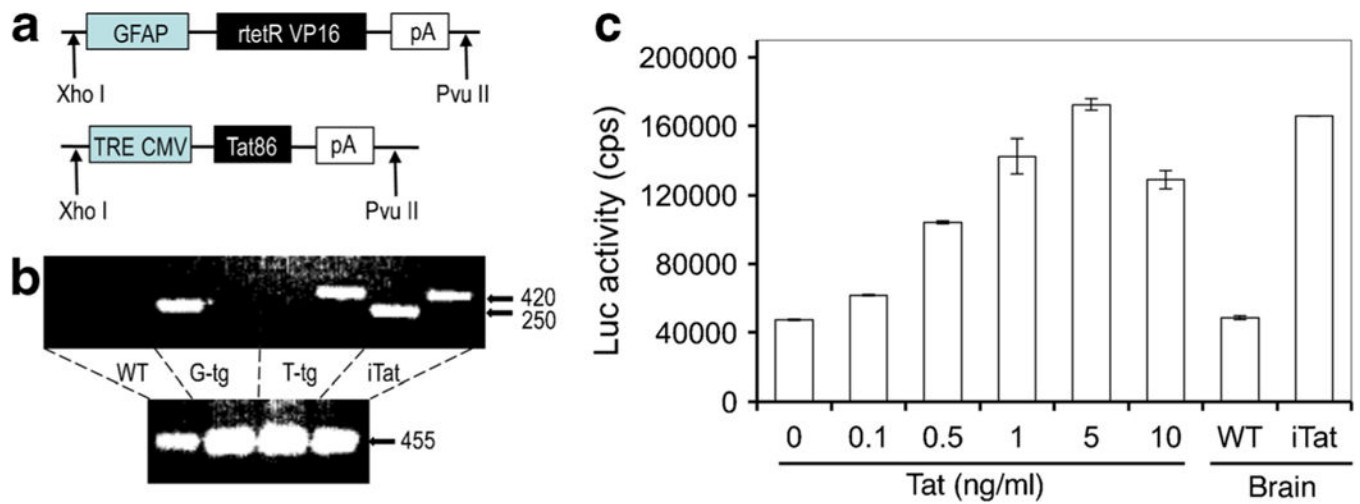 a
GFAP rtetR VP16 pA
Xho I Pvu II
TRE CMV Tat86 pA
Xho I Pvu II
b
420
250
WT G-tg T-tg iTat
455
c
Luc activity (cps)
200000
160000
120000
80000
40000
0
0 0.1 0.5 1 5 10 WT iTat
Tat (ng/ml) Brain